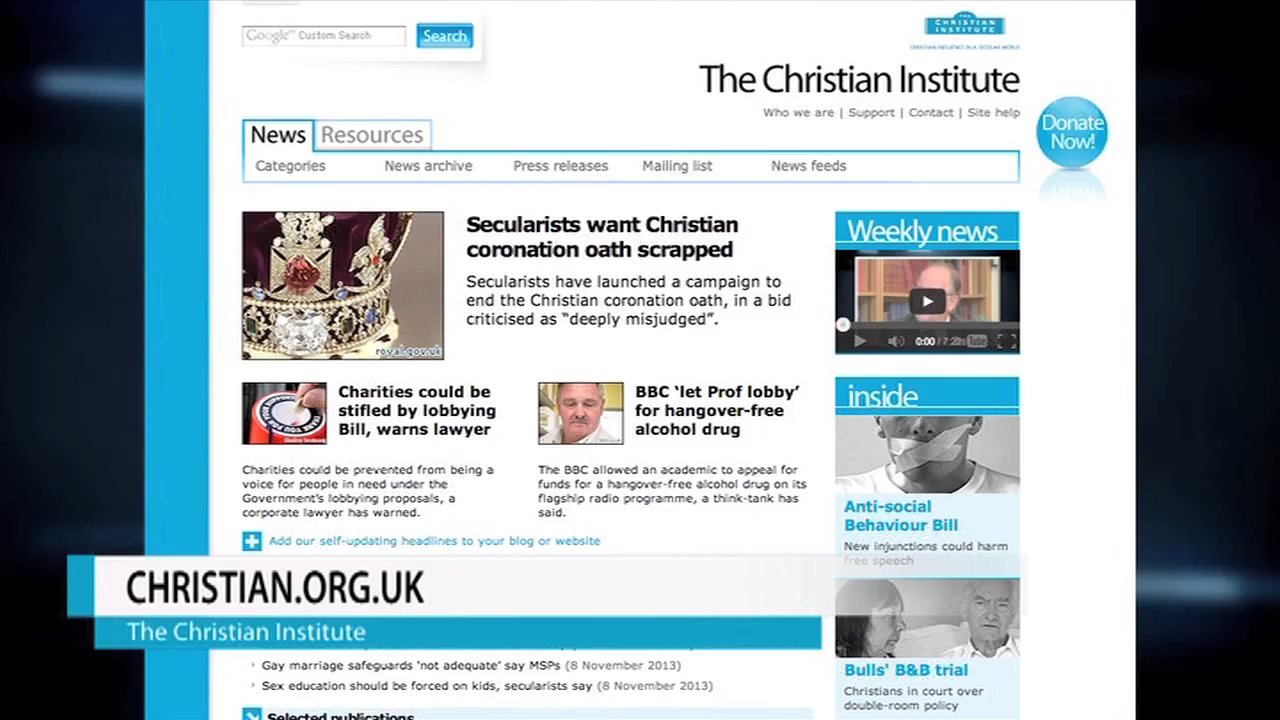 Google™ Custom Search
Search
THE
CHRISTIAN
INSTITUTE
CHRISTIAN INFLUENCE IN A SECULAR WORLD
The Christian Institute
Who we are | Support | Contact | Site help
Donate
Now!
News
Resources
Categories
News archive
Press releases
Mailing list
News feeds
Secularists want Christian
coronation oath scrapped
Secularists have launched a campaign to
end the Christian coronation oath, in a bid
criticised as “deeply misjudged”.
royal.gov.uk
Weekly news
0:00
You Tube
Charities could be
stifled by lobbying
Bill, warns lawyer
Charities could be prevented from being a
voice for people in need under the
Government’s lobbying proposals, a
corporate lawyer has warned.
BBC ‘let Prof lobby’
for hangover-free
alcohol drug
The BBC allowed an academic to appeal for
funds for a hangover-free alcohol drug on its
flagship radio programme, a think-tank has
said.
inside
Anti-social
Behaviour Bill
New injunctions could harm
free speech
Add our self-updating headlines to your blog or website
CHRISTIAN.ORG.UK
The Christian Institute
Gay marriage safeguards ‘not adequate’ say MSPs (8 November 2013)
Sex education should be forced on kids, secularists say (8 November 2013)
Selected publications
Bulls' B&B trial
Christians in court over
double-room policy